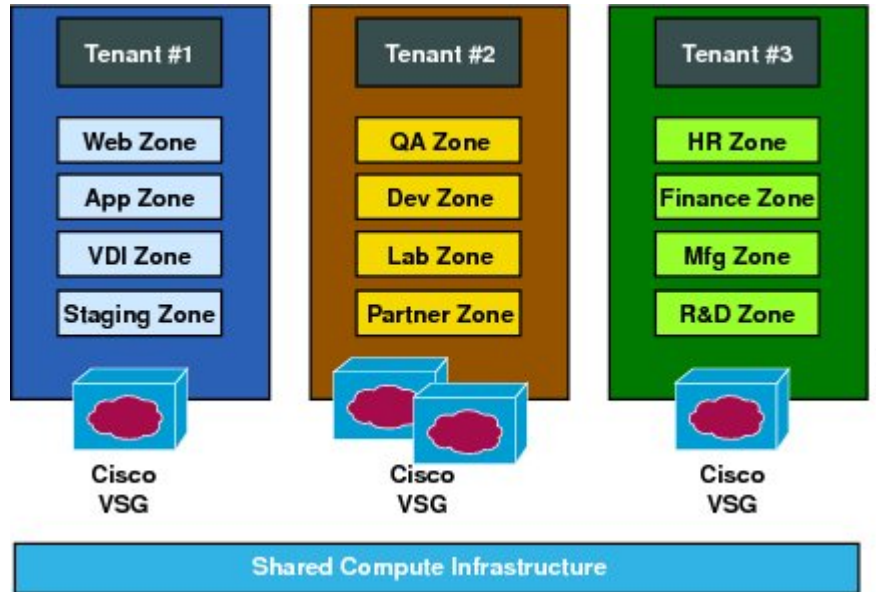 Tenant #1
Tenant #2
Tenant #3
Web Zone
App Zone
VDI Zone
Staging Zone
QA Zone
Dev Zone
Lab Zone
Partner Zone
HR Zone
Finance Zone
Mfg Zone
R&D Zone
Cisco
VSG
Cisco
VSG
Cisco
VSG
Shared Compute Infrastructure